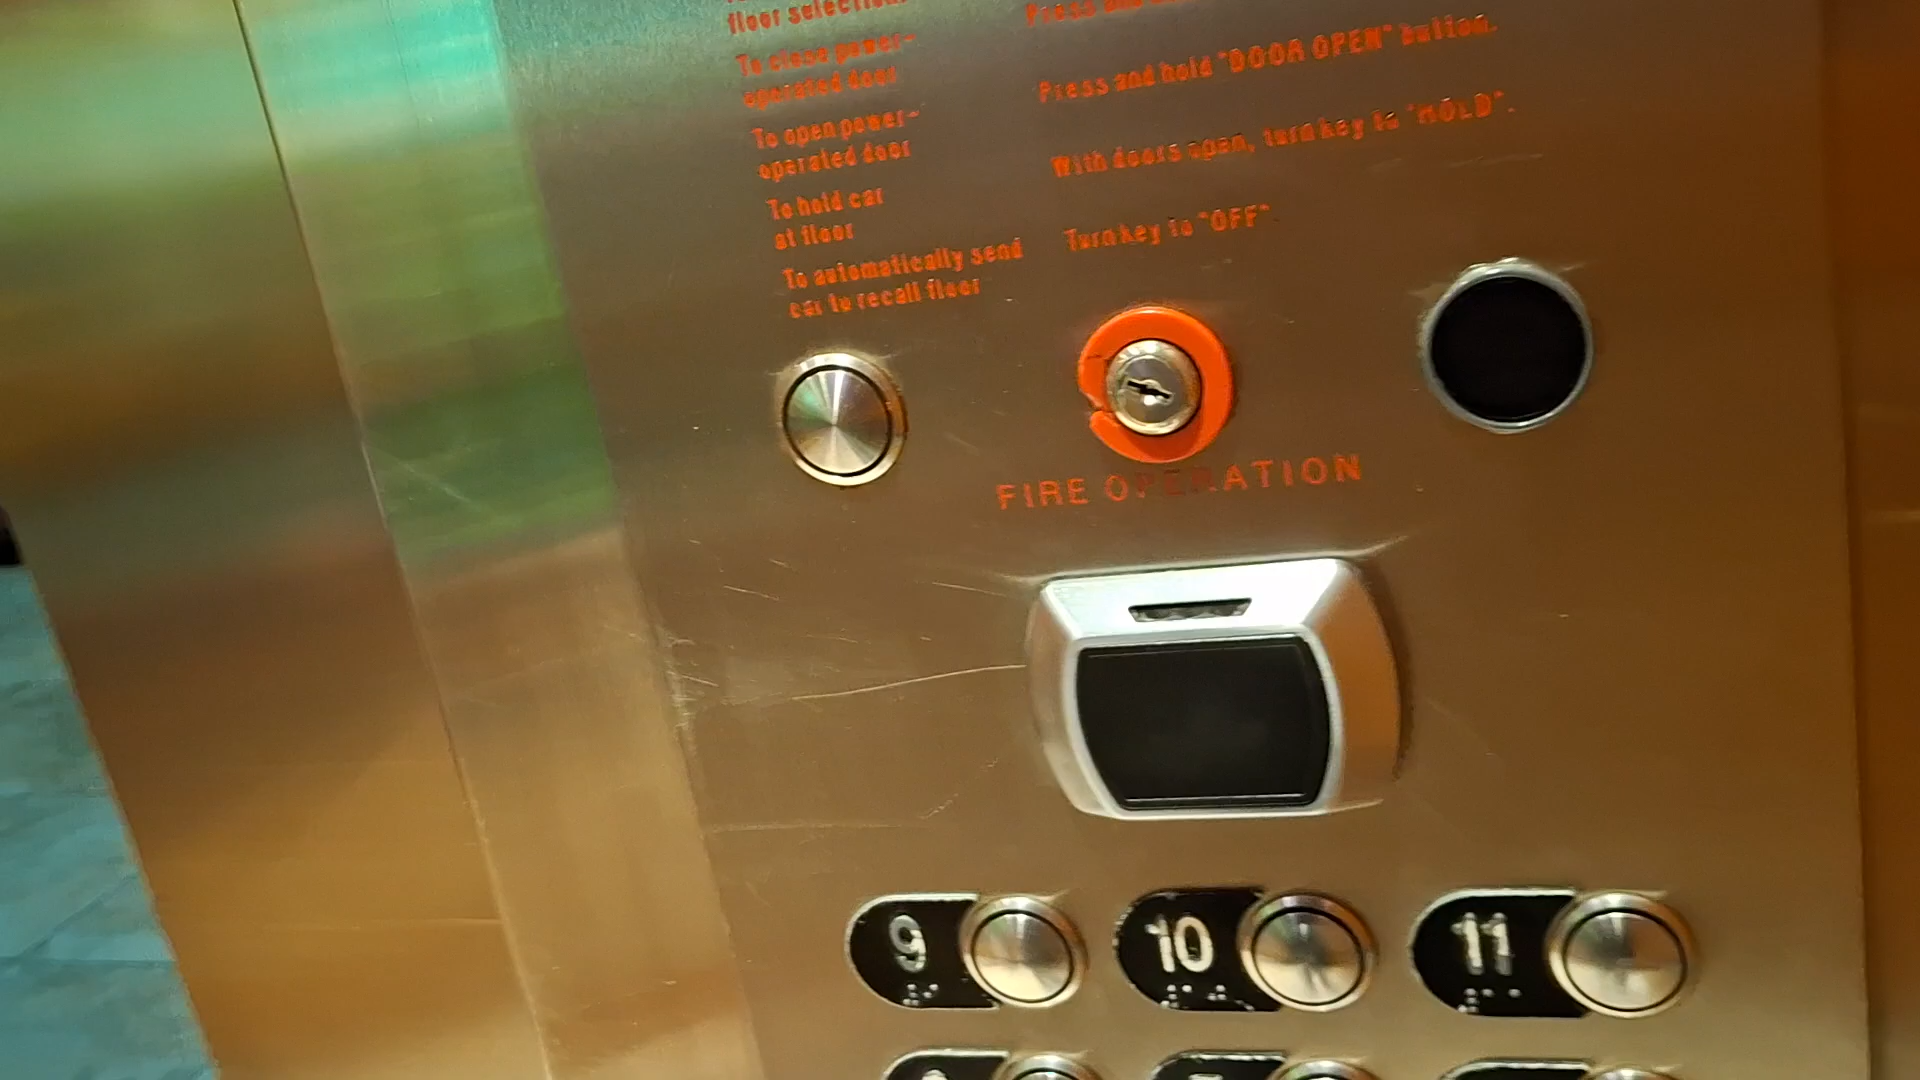 floor selection.
Press and
To close power-
operated door
Press and hold "DOOR OPEN" button.
To open power-
operated door
With doors open, turn key to "HOLD".
To hold car
at floor
Turn key to "OFF".
To automatically send
car to recall floor
FIRE OPERATION
9
10
11